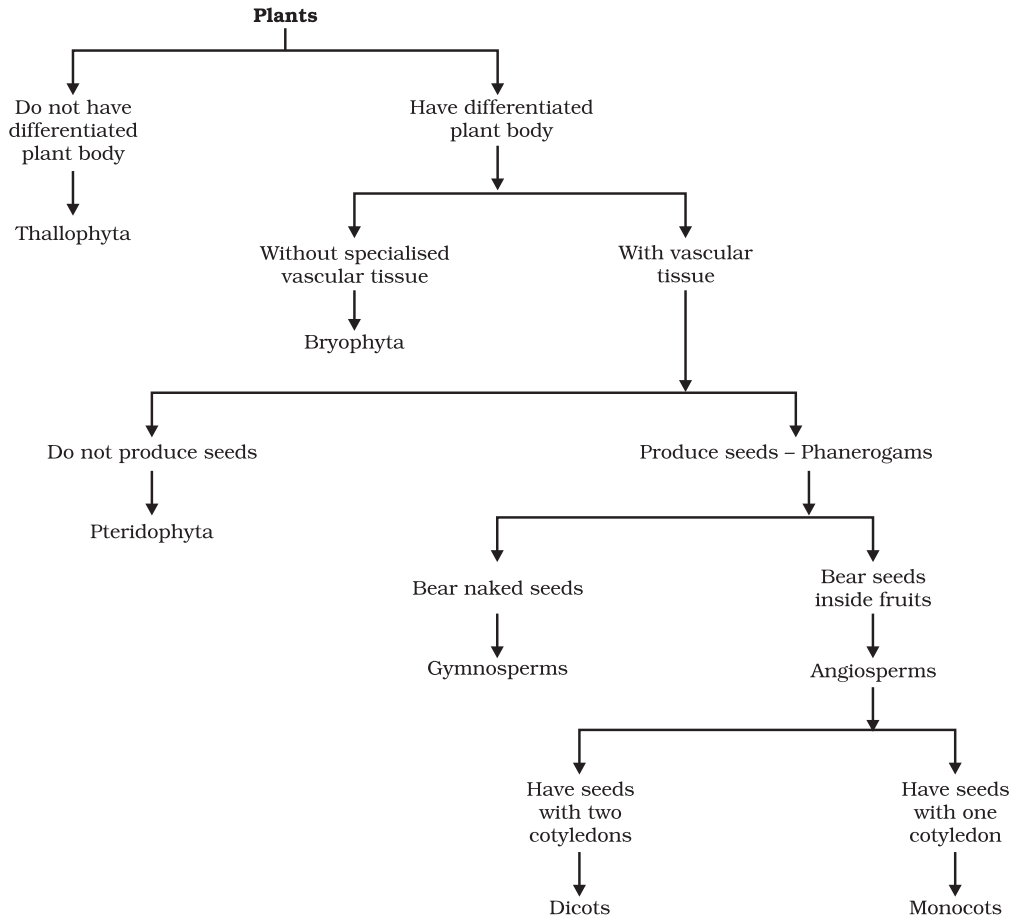 Plants
Do not have
differentiated
plant body
Have differentiated
plant body
Thallophyta
Without specialised
vascular tissue
With vascular
tissue
Bryophyta
Do not produce seeds
Produce seeds – Phanerogams
Pteridophyta
Bear naked seeds
Bear seeds
inside fruits
Gymnosperms
Angiosperms
Have seeds
with two
cotyledons
Have seeds
with one
cotyledon
Dicots
Monocots